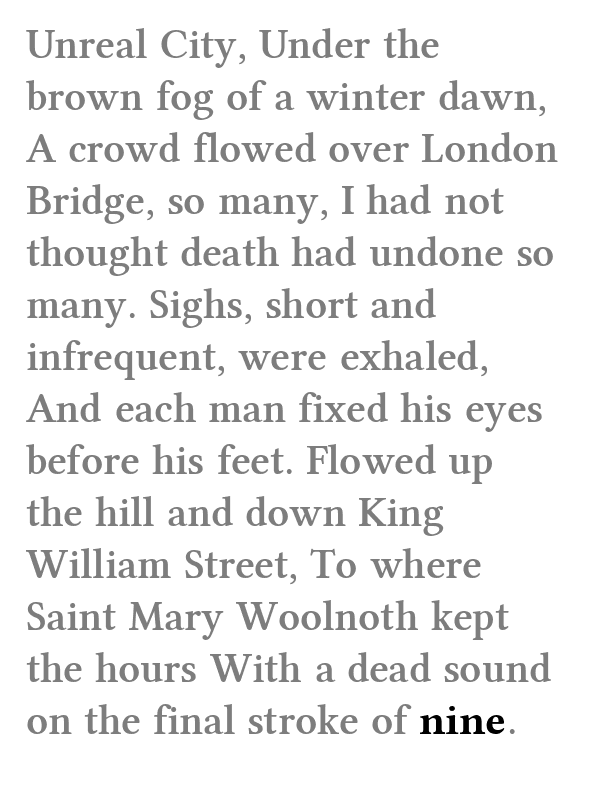 Unreal City, Under the
brown fog of a winter dawn,
A crowd flowed over London
Bridge, so many, I had not
thought death had undone so
many. Sighs, short and
infrequent, were exhaled,
And each man fixed his eyes
before his feet. Flowed up
the hill and down King
William Street, To where
Saint Mary Woolnoth kept
the hours With a dead sound
on the final stroke of nine.